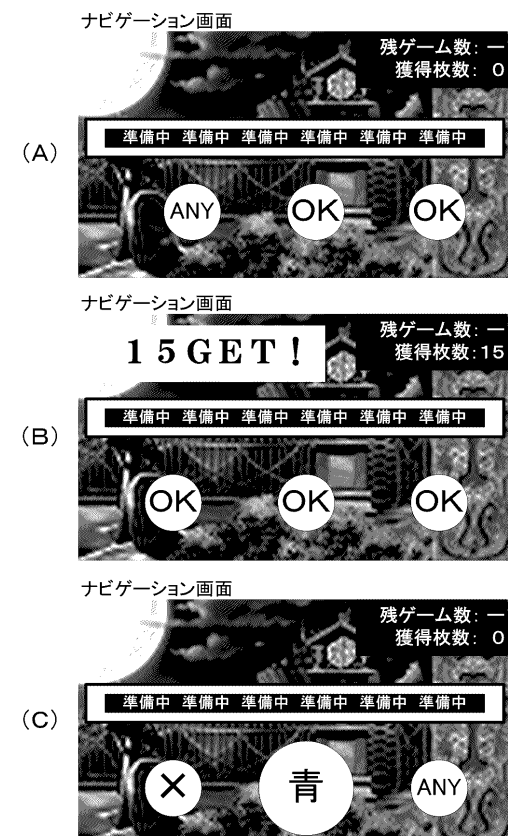 ナビゲーション画面
残ゲーム数：－
獲得枚数： ０
準備中 準備中 準備中 準備中 準備中 準備中
（A）
ANY OK OK
ナビゲーション画面
１５ＧＥＴ！
残ゲーム数：－
獲得枚数：15
準備中 準備中 準備中 準備中 準備中 準備中
（B）
OK OK OK
ナビゲーション画面
残ゲーム数：－
獲得枚数： ０
準備中 準備中 準備中 準備中 準備中 準備中
（C）
× 青 ANY